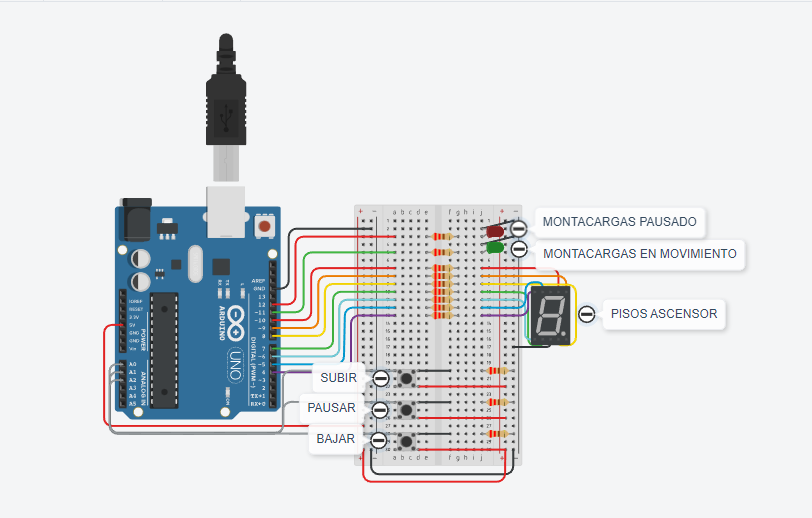 MONTACARGAS PAUSADO
MONTACARGAS EN MOVIMIENTO
PISOS ASCENSOR
SUBIR
PAUSAR
BAJAR
a b c d e
f g h i j
AREF
GND
13
12
~11
~10
~9
8
7
~6
~5
4
~3
2
TX→1
RX←0
DIGITAL (PWM~)
ARDUINO
UNO
IOREF
RESET
3.3V
5V
GND
GND
Vin
POWER
A0
A1
A2
A3
A4
A5
ANALOG IN
a b c d e
f g h i j